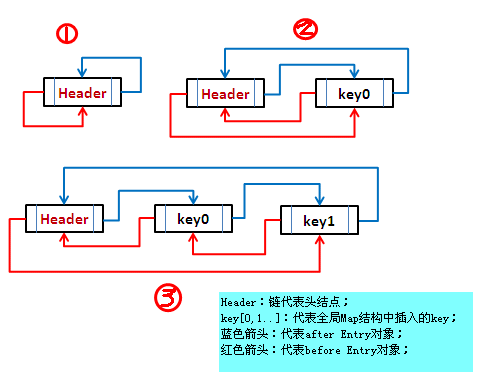 ①
②
Header
Header
key0
Header
key0
key1
③
Header：链代表头结点；
key[0,1..]：代表全局Map结构中插入的key；
蓝色箭头：代表after Entry对象；
红色箭头：代表before Entry对象；